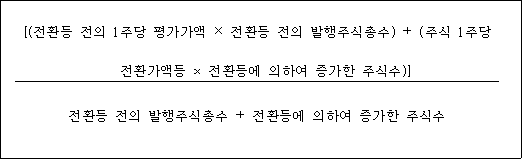 [(전환등 전의 1주당 평가가액 × 전환등 전의 발행주식총수) + (주식 1주당
전환가액등 × 전환등에 의하여 증가한 주식수)]
전환등 전의 발행주식총수 + 전환등에 의하여 증가한 주식수